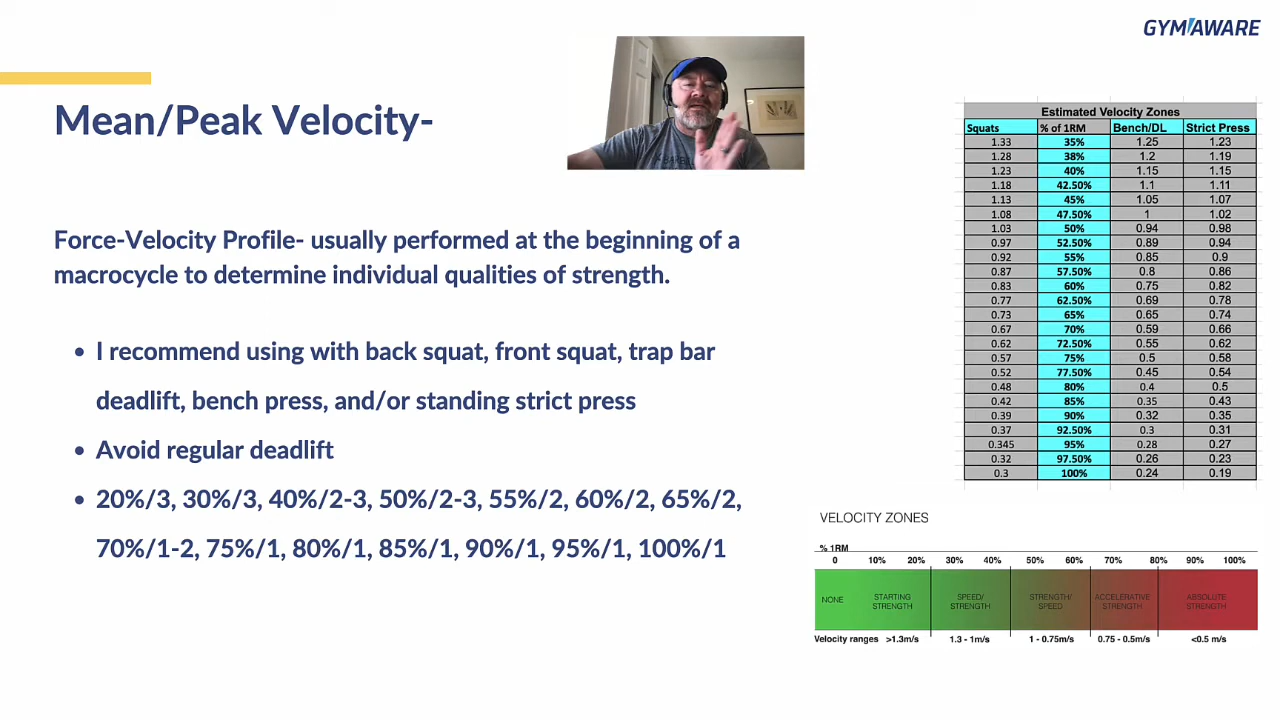 GYMAWARE
Mean/Peak Velocity-
Force-Velocity Profile- usually performed at the beginning of a
macrocycle to determine individual qualities of strength.
• I recommend using with back squat, front squat, trap bar
deadlift, bench press, and/or standing strict press
• Avoid regular deadlift
• 20%/3, 30%/3, 40%/2-3, 50%/2-3, 55%/2, 60%/2, 65%/2,
70%/1-2, 75%/1, 80%/1, 85%/1, 90%/1, 95%/1, 100%/1
Estimated Velocity Zones
Squats % of 1RM Bench/DL Strict Press
1.33 35% 1.25 1.23
1.28 38% 1.2 1.19
1.23 40% 1.15 1.15
1.18 42.50% 1.1 1.11
1.13 45% 1.05 1.07
1.08 47.50% 1 1.02
1.03 50% 0.94 0.98
0.97 52.50% 0.89 0.94
0.92 55% 0.85 0.9
0.87 57.50% 0.8 0.86
0.83 60% 0.75 0.82
0.77 62.50% 0.69 0.78
0.73 65% 0.65 0.74
0.67 70% 0.59 0.66
0.62 72.50% 0.55 0.62
0.57 75% 0.5 0.58
0.52 77.50% 0.45 0.54
0.48 80% 0.4 0.5
0.42 85% 0.35 0.43
0.39 90% 0.32 0.35
0.37 92.50% 0.3 0.31
0.345 95% 0.28 0.27
0.32 97.50% 0.26 0.23
0.3 100% 0.24 0.19
VELOCITY ZONES
% 1RM
0 10% 20% 30% 40% 50% 60% 70% 80% 90% 100%
NONE STARTING STRENGTH SPEED/ STRENGTH STRENGTH/ SPEED ACCELERATIVE STRENGTH ABSOLUTE STRENGTH
Velocity ranges >1.3m/s 1.3 - 1m/s 1 - 0.75m/s 0.75 - 0.5m/s <0.5 m/s